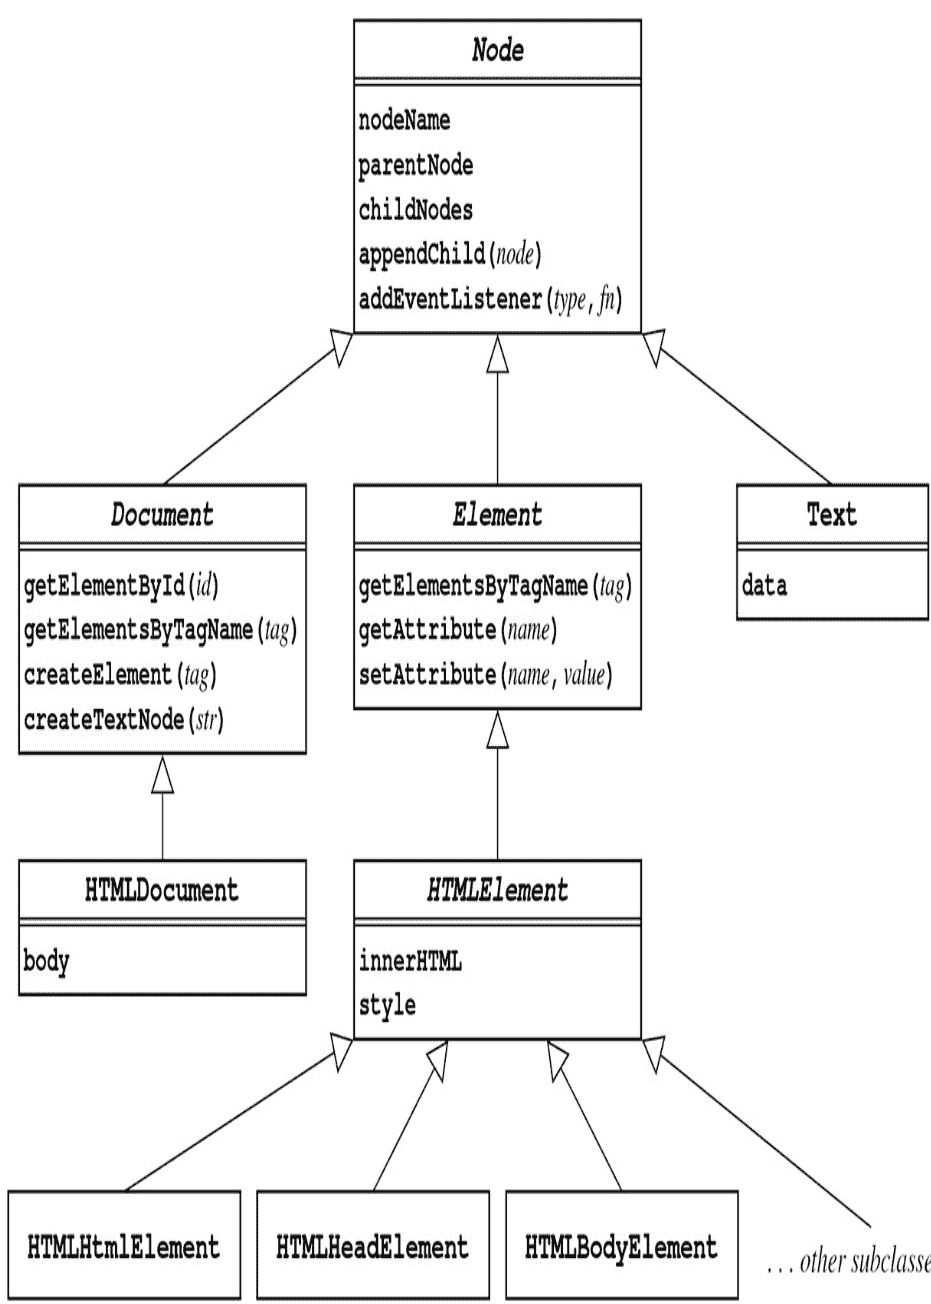 Node
nodeName
parentNode
childNodes
appendChild(node)
addEventListener(type, fn)
Document
getElementById(id)
getElementsByTagName(tag)
createElement(tag)
createTextNode(str)
Element
getElementsByTagName(tag)
getAttribute(name)
setAttribute(name, value)
Text
data
HTMLDocument
body
HTMLElement
innerHTML
style
HTMLHtmlElement
HTMLHeadElement
HTMLBodyElement
...other subclasse